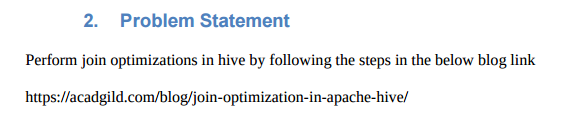 2. Problem Statement
Perform join optimizations in hive by following the steps in the below blog link
https://acadgild.com/blog/join-optimization-in-apache-hive/